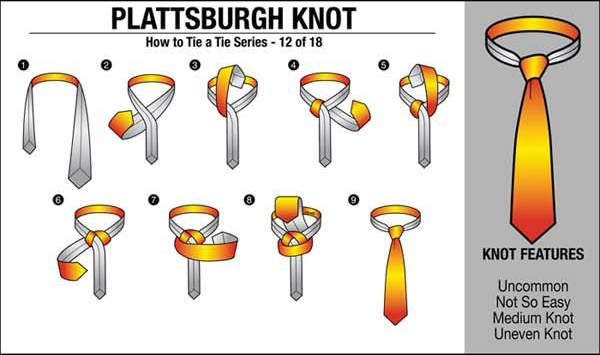 PLATTSBURGH KNOT
How to Tie a Tie Series - 12 of 18
1
2
3
4
5
6
7
8
9
KNOT FEATURES
Uncommon
Not So Easy
Medium Knot
Uneven Knot